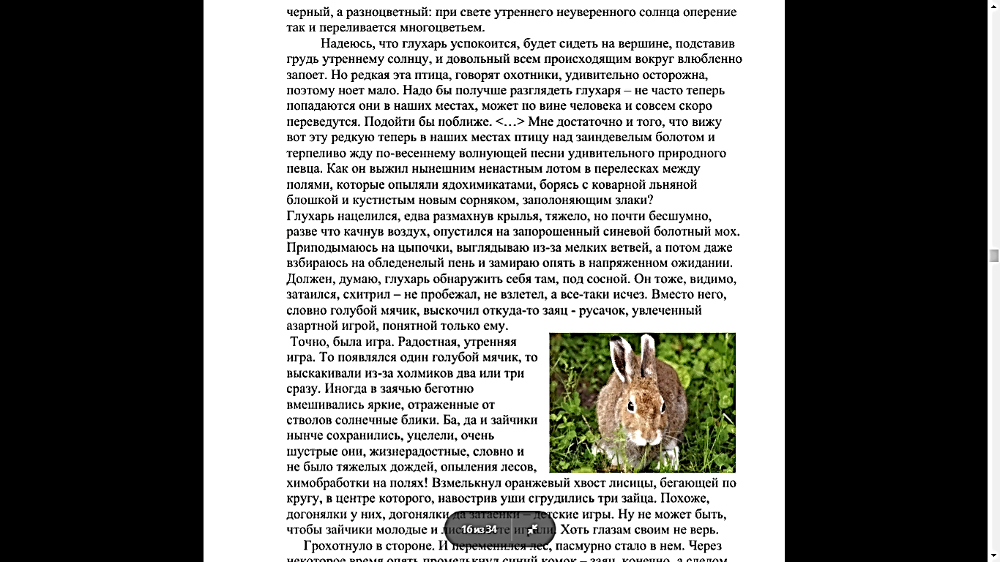 черный, а разноцветный: при свете утреннего неуверенного солнца оперение
так и переливается многоцветьем.
Надеюсь, что глухарь успокоится, будет сидеть на вершине, подставив
грудь утреннему солнцу, и довольный всем происходящим вокруг влюбленно
запоет. Но редкая эта птица, говорят охотники, удивительно осторожна,
поэтому ноет мало. Надо бы получше разглядеть глухаря – не часто теперь
попадаются они в наших местах, может по вине человека и совсем скоро
переведутся. Подойти бы поближе. <...> Мне достаточно и того, что вижу
вот эту редкую теперь в наших местах птицу над заиндевелым болотом и
терпеливо жду по-весеннему волнующей песни удивительного природного
певца. Как он выжил нынешним ненастным лотом в перелесках между
полями, которые опыляли ядохимикатами, борясь с коварной льняной
блошкой и кустистым новым сорняком, заполоняющим злаки?
Глухарь нацелился, едва размахнув крылья, тяжело, но почти бесшумно,
разве что качнув воздух, опустился на запорошенный синевой болотный мох.
Приподымаюсь на цыпочки, выглядываю из-за мелких ветвей, а потом даже
взбираюсь на обледенелый пень и замираю опять в напряженном ожидании.
Должен, думаю, глухарь обнаружить себя там, под сосной. Он тоже, видимо,
затаился, схитрил – не пробежал, не взлетел, а все-таки исчез. Вместо него,
словно голубой мячик, выскочил откуда-то заяц - русачок, увлеченный
азартной игрой, понятной только ему.
Точно, была игра. Радостная, утренняя
игра. То появлялся один голубой мячик, то
выскакивали из-за холмиков два или три
сразу. Иногда в заячью беготню
вмешивались яркие, отраженные от
стволов солнечные блики. Ба, да и зайчики
нынче сохранились, уцелели, очень
шустрые они, жизнерадостные, словно и
не было тяжелых дождей, опыления лесов,
химобработки на полях! Взмелькнул оранжевый хвост лисицы, бегающей по
кругу, в центре которого, навострив уши сгрудились три зайца. Похоже,
догонялки у них, догонялки да затаенки – детские игры. Ну не может быть,
чтобы зайчики молодые и играли! Хоть глазам своим не верь.
16 из 34
Грохотнуло в стороне. И переменился лес, пасмурно стало в нем. Через
некоторое время опять промелькнул синий комок – заяц, конечно, а следом